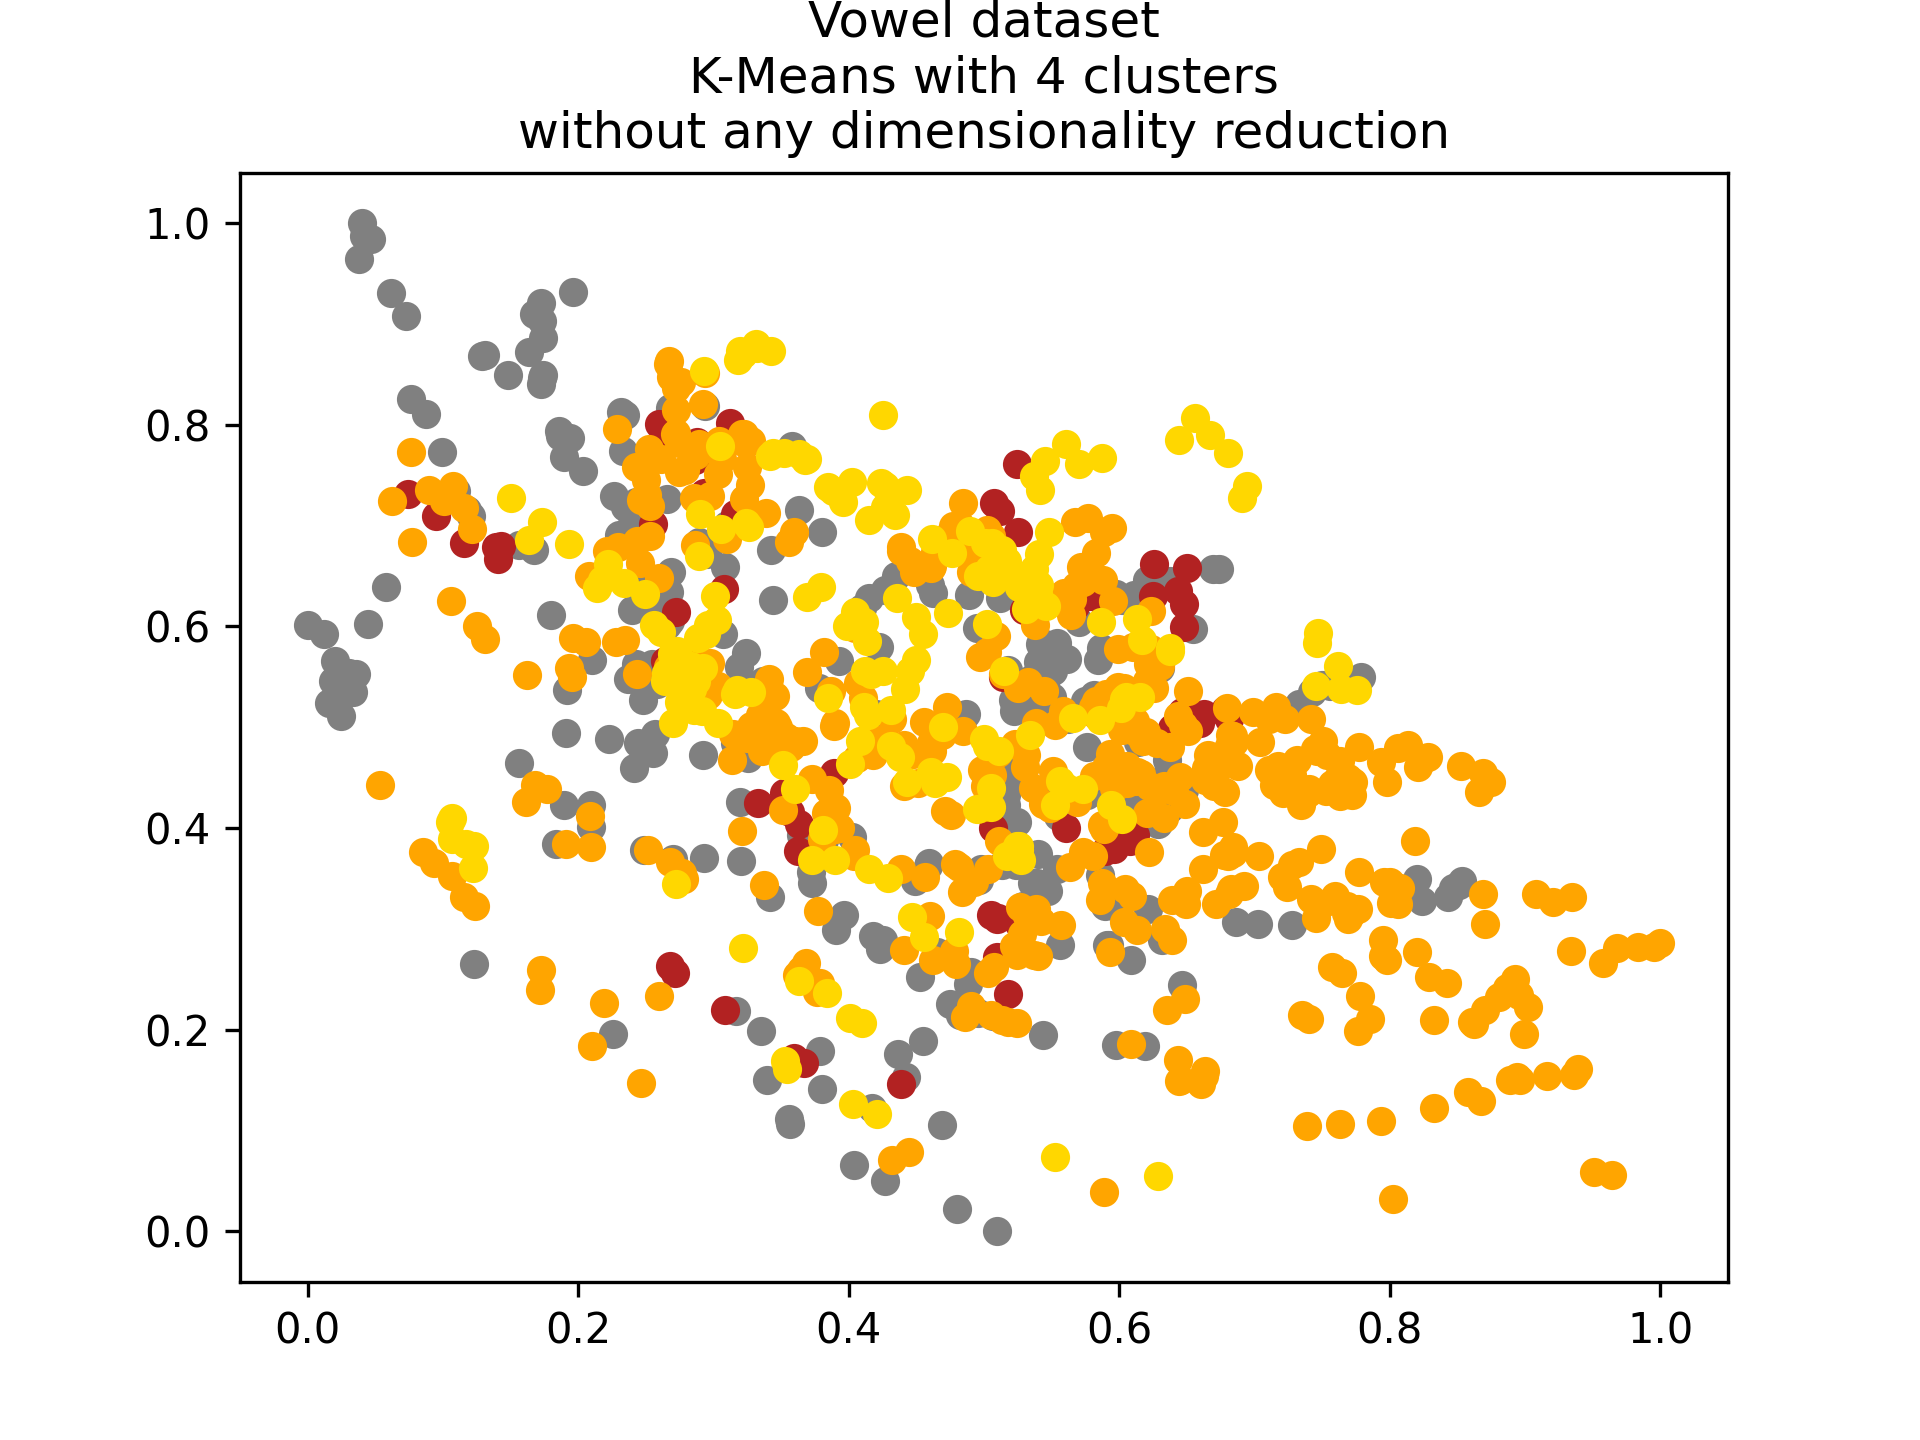 Vowel dataset
K-Means with 4 clusters
without any dimensionality reduction
1.0
0.8
0.6
0.4
0.2
0.0
0.0 0.2 0.4 0.6 0.8 1.0